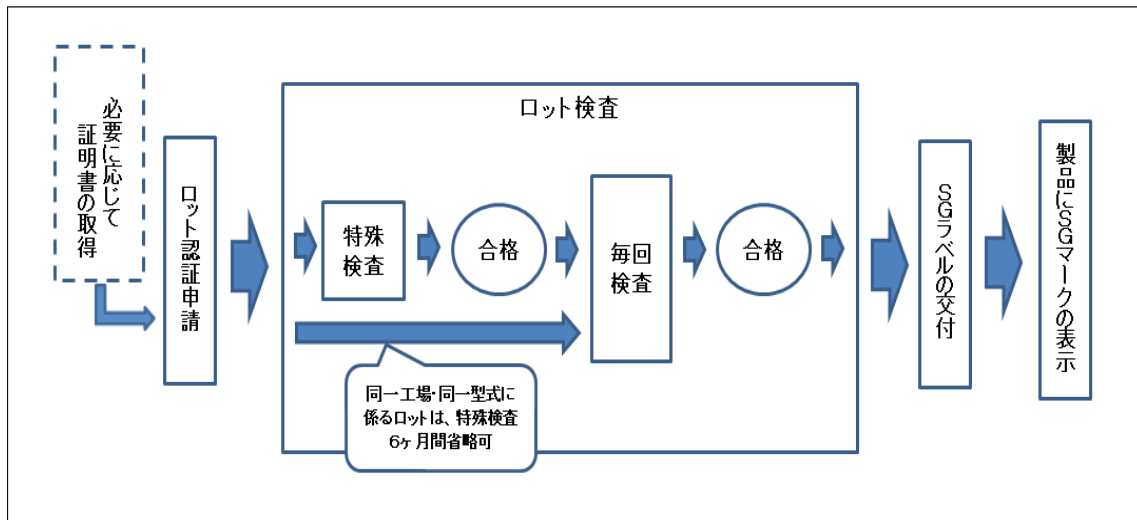 必要に応じて
証明書の取得
ロット認証申請
ロット検査
特殊
検査
合格
毎回
検査
合格
同一工場・同一型式に
係るロットは、特殊検査
6ヶ月間省略可
SGラベルの交付
製品にSGマークの表示